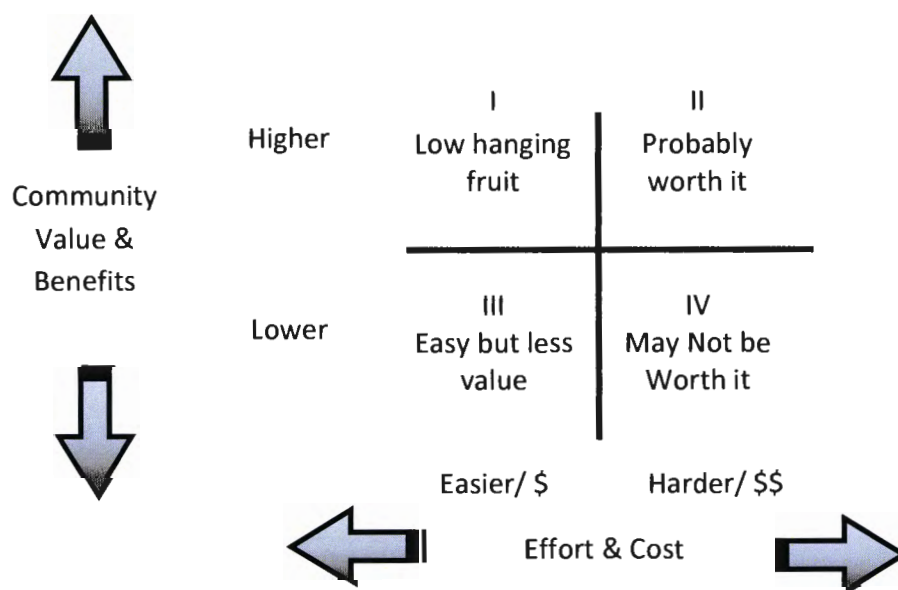 I
II
Higher
Low hanging
fruit
Probably
worth it
Community
Value &
Benefits
Lower
III
Easy but less
value
IV
May Not be
Worth it
Easier/ $
Harder/ $$
Effort & Cost